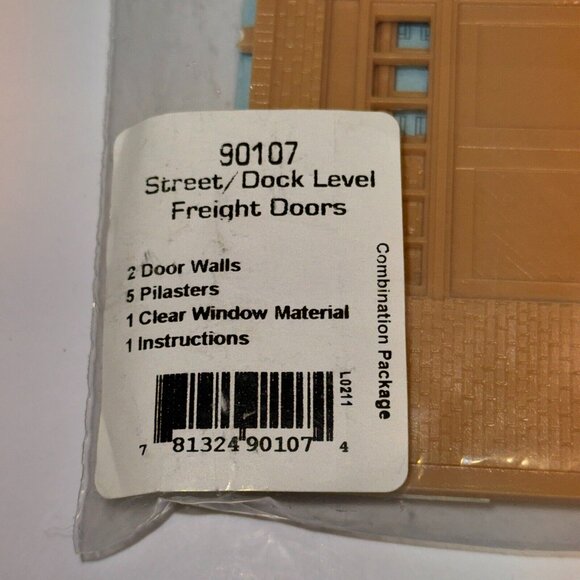 90107
Street/Dock Level
Freight Doors
2 Door Walls
5 Pilasters
1 Clear Window Material
1 Instructions
Combination Package
L0211
7 81324 90107 4